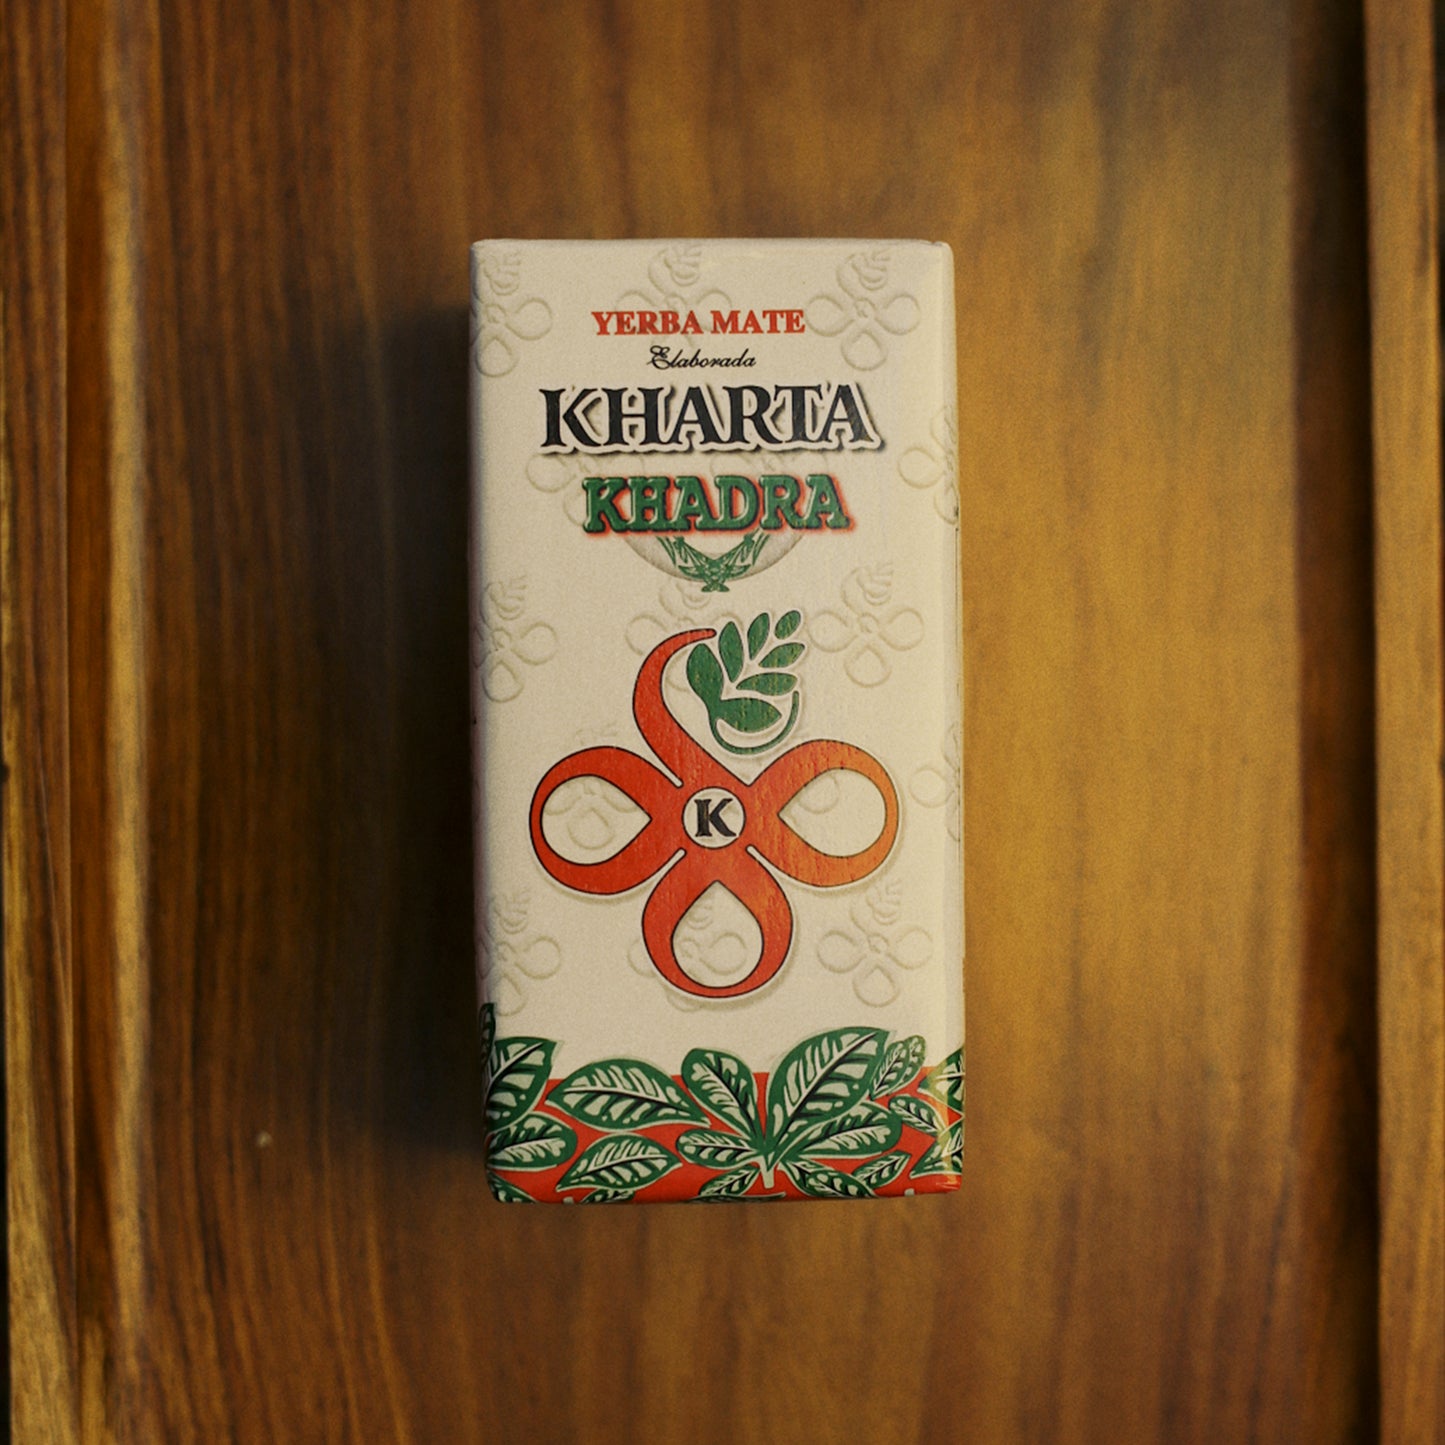 YERBA MATE
Elaborada
KHARTA
KHADRA
K